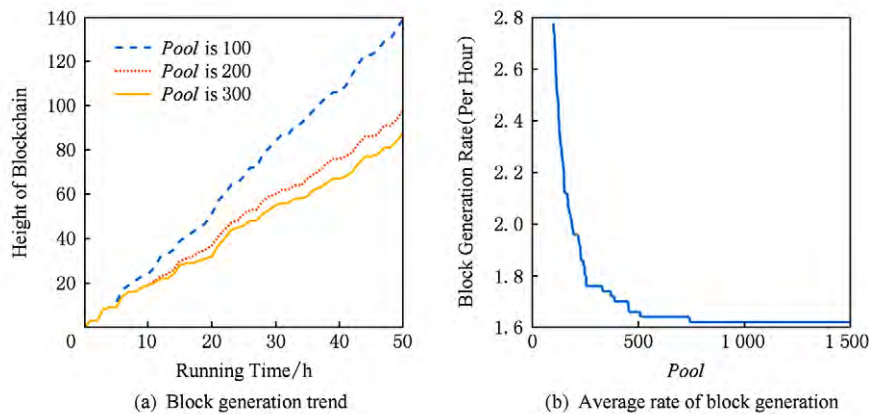 140
120
100
80
60
40
20
0
10
20
30
40
50
Height of Blockchain
Running Time/h
Pool is 100
Pool is 200
Pool is 300
(a) Block generation trend
2.8
2.6
2.4
2.2
2.0
1.8
1.6
0
500
1 000
1 500
Block Generation Rate(Per Hour)
Pool
(b) Average rate of block generation